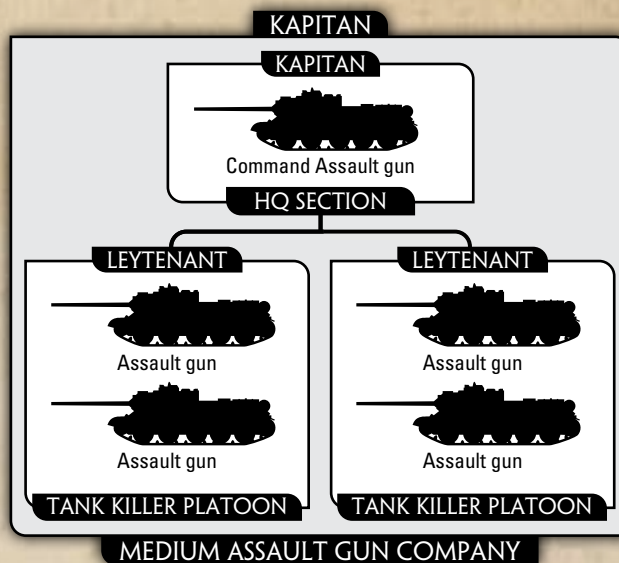 KAPITAN
KAPITAN
Command Assault gun
HQ SECTION
LEYTENANT
Assault gun
Assault gun
TANK KILLER PLATOON
LEYTENANT
Assault gun
Assault gun
TANK KILLER PLATOON
MEDIUM ASSAULT GUN COMPANY